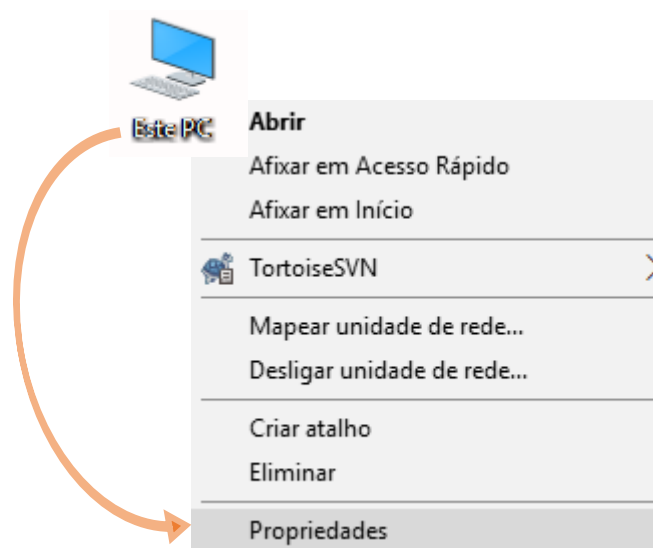 Este PC
Abrir
Afixar em Acesso Rápido
Afixar em Início
TortoiseSVN
Mapear unidade de rede...
Desligar unidade de rede...
Criar atalho
Eliminar
Propriedades